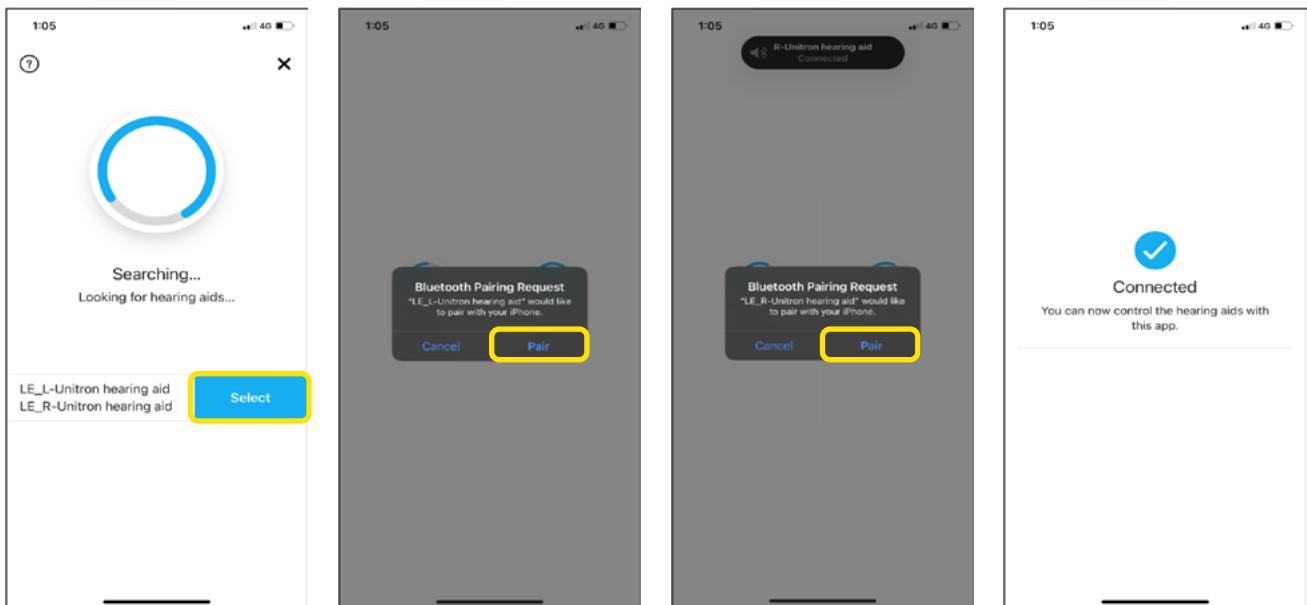 1:05
4G
?
×
Searching...
Looking for hearing aids...
LE_L-Unitron hearing aid
LE_R-Unitron hearing aid
Select
1:05
4G
Bluetooth Pairing Request
"LE_L-Unitron hearing aid" would like
to pair with your iPhone.
Cancel
Pair
1:05
4G
R-Unitron hearing aid
Connected
Bluetooth Pairing Request
"LE_R-Unitron hearing aid" would like
to pair with your iPhone.
Cancel
Pair
1:05
4G
Connected
You can now control the hearing aids with
this app.